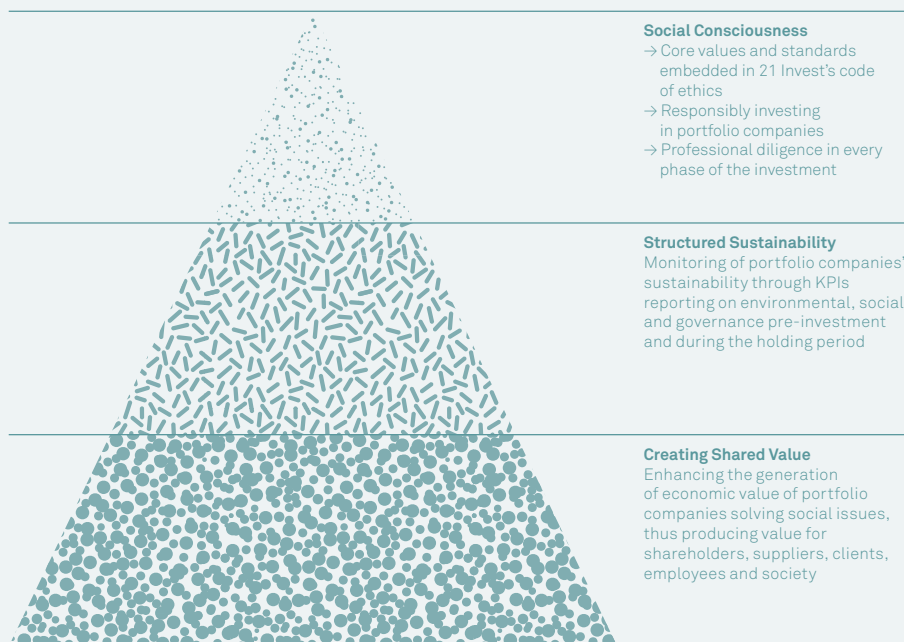 Social Consciousness
→ Core values and standards
embedded in 21 Invest's code
of ethics
→ Responsibly investing
in portfolio companies
→ Professional diligence in every
phase of the investment
Structured Sustainability
Monitoring of portfolio companies'
sustainability through KPIs
reporting on environmental, social
and governance pre-investment
and during the holding period
Creating Shared Value
Enhancing the generation
of economic value of portfolio
companies solving social issues,
thus producing value for
shareholders, suppliers, clients,
employees and society